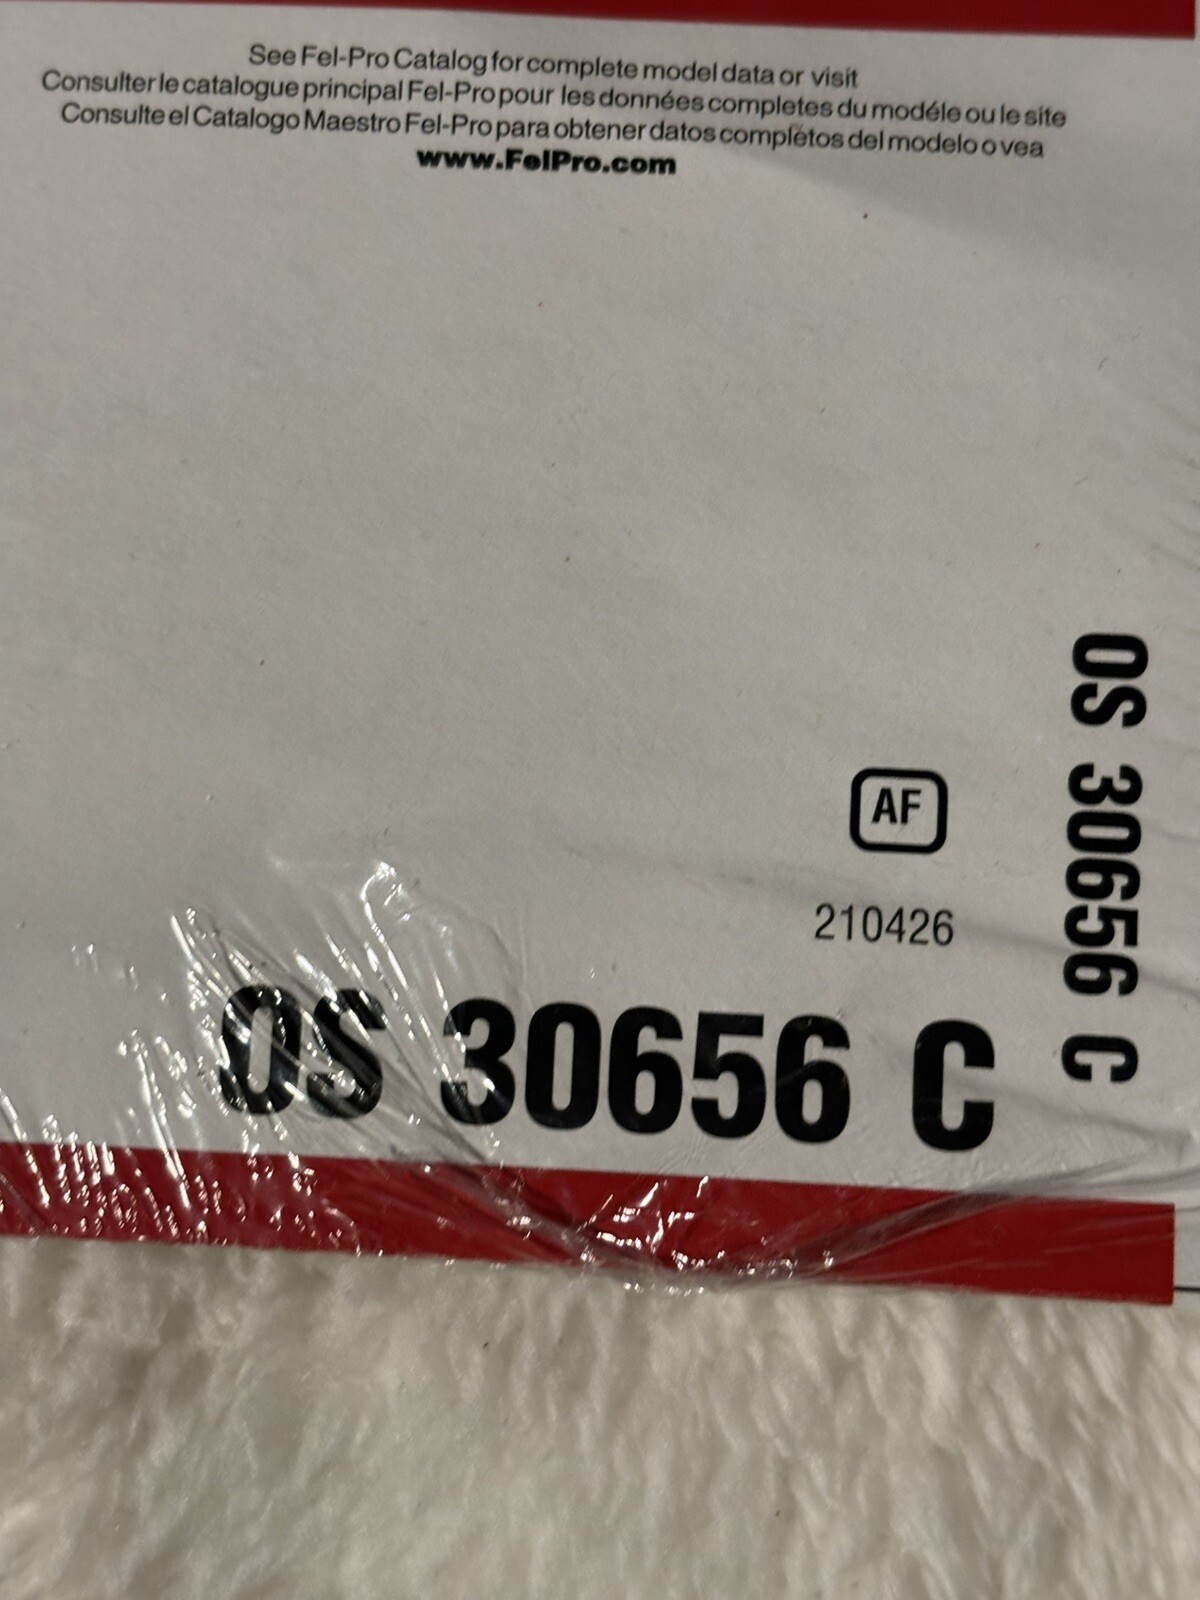 See Fel-Pro Catalog for complete model data or visit
Consulter le catalogue principal Fel-Pro pour les données completes du modéle ou le site
Consulte el Catalogo Maestro Fel-Pro para obtener datos completos del modelo o vea
www.FelPro.com
OS 30656 C
AF
210426
OS 30656 C